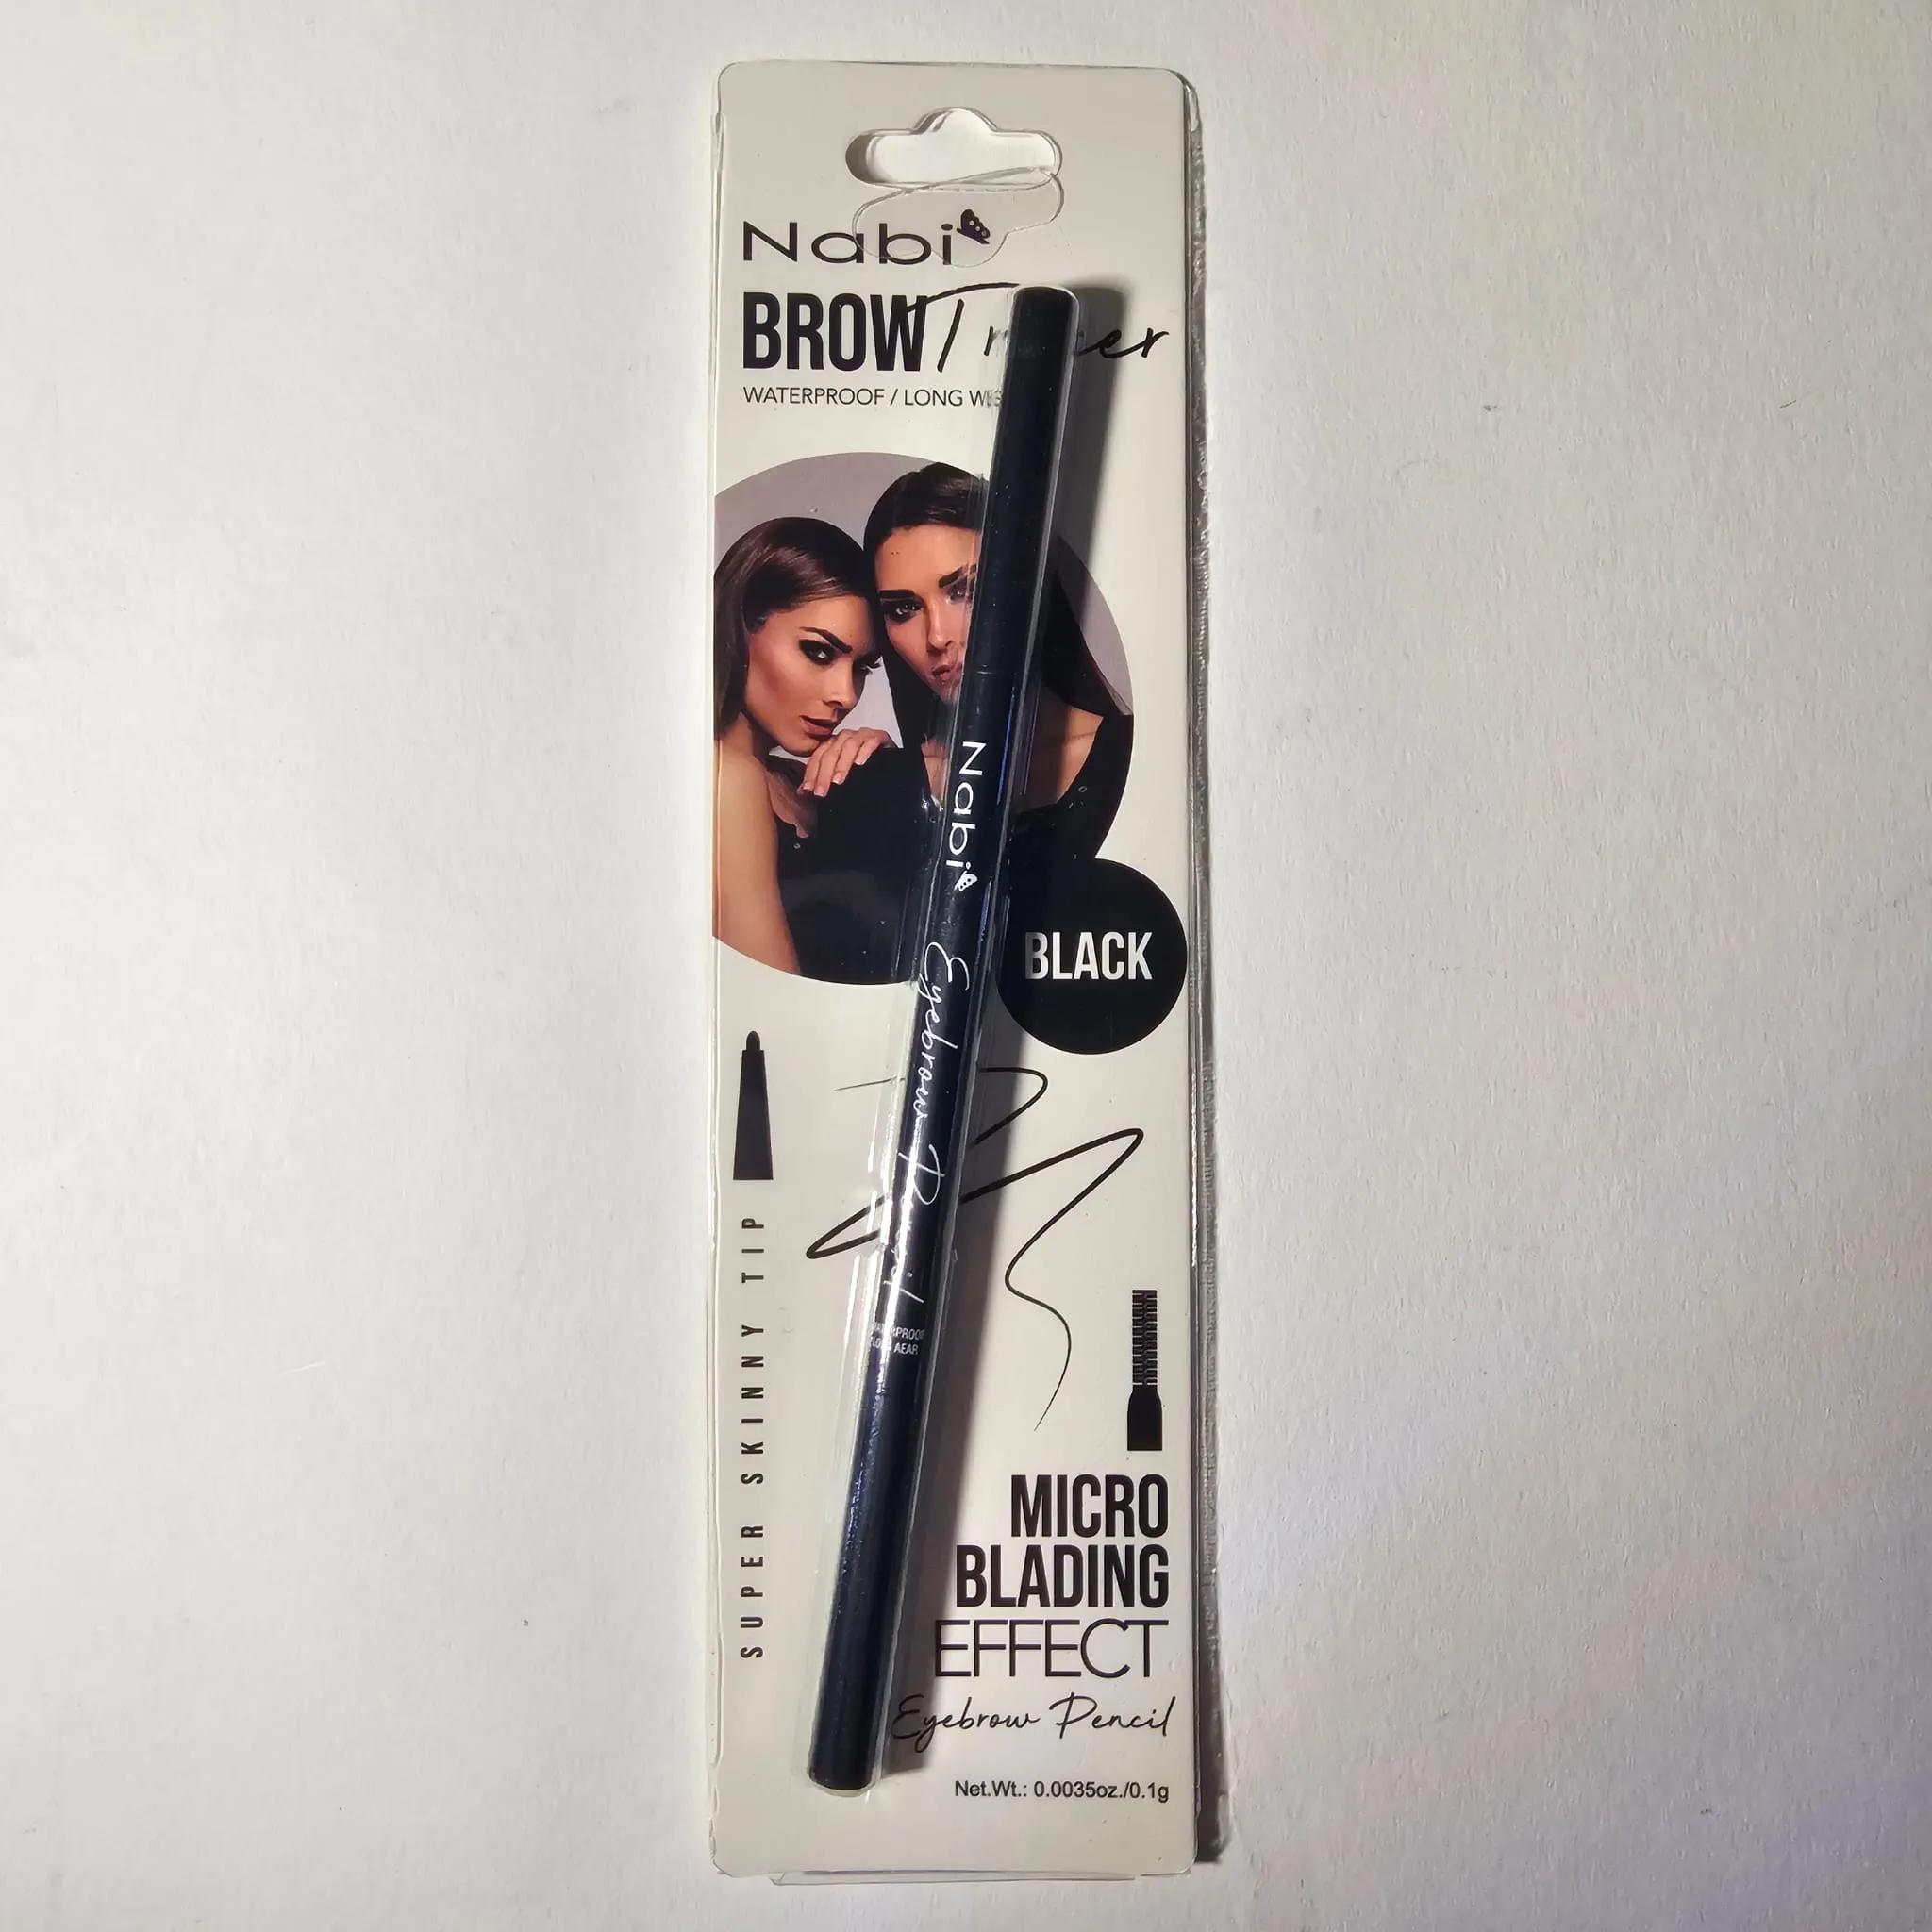 Nabi
BROW
WATERPROOF / LONG
Nabi
Eyebrow Pencil
BLACK
SUPER SKINNY TIP
MICRO
BLADING
EFFECT
Eyebrow Pencil
Net.Wt.: 0.0035oz./0.1g